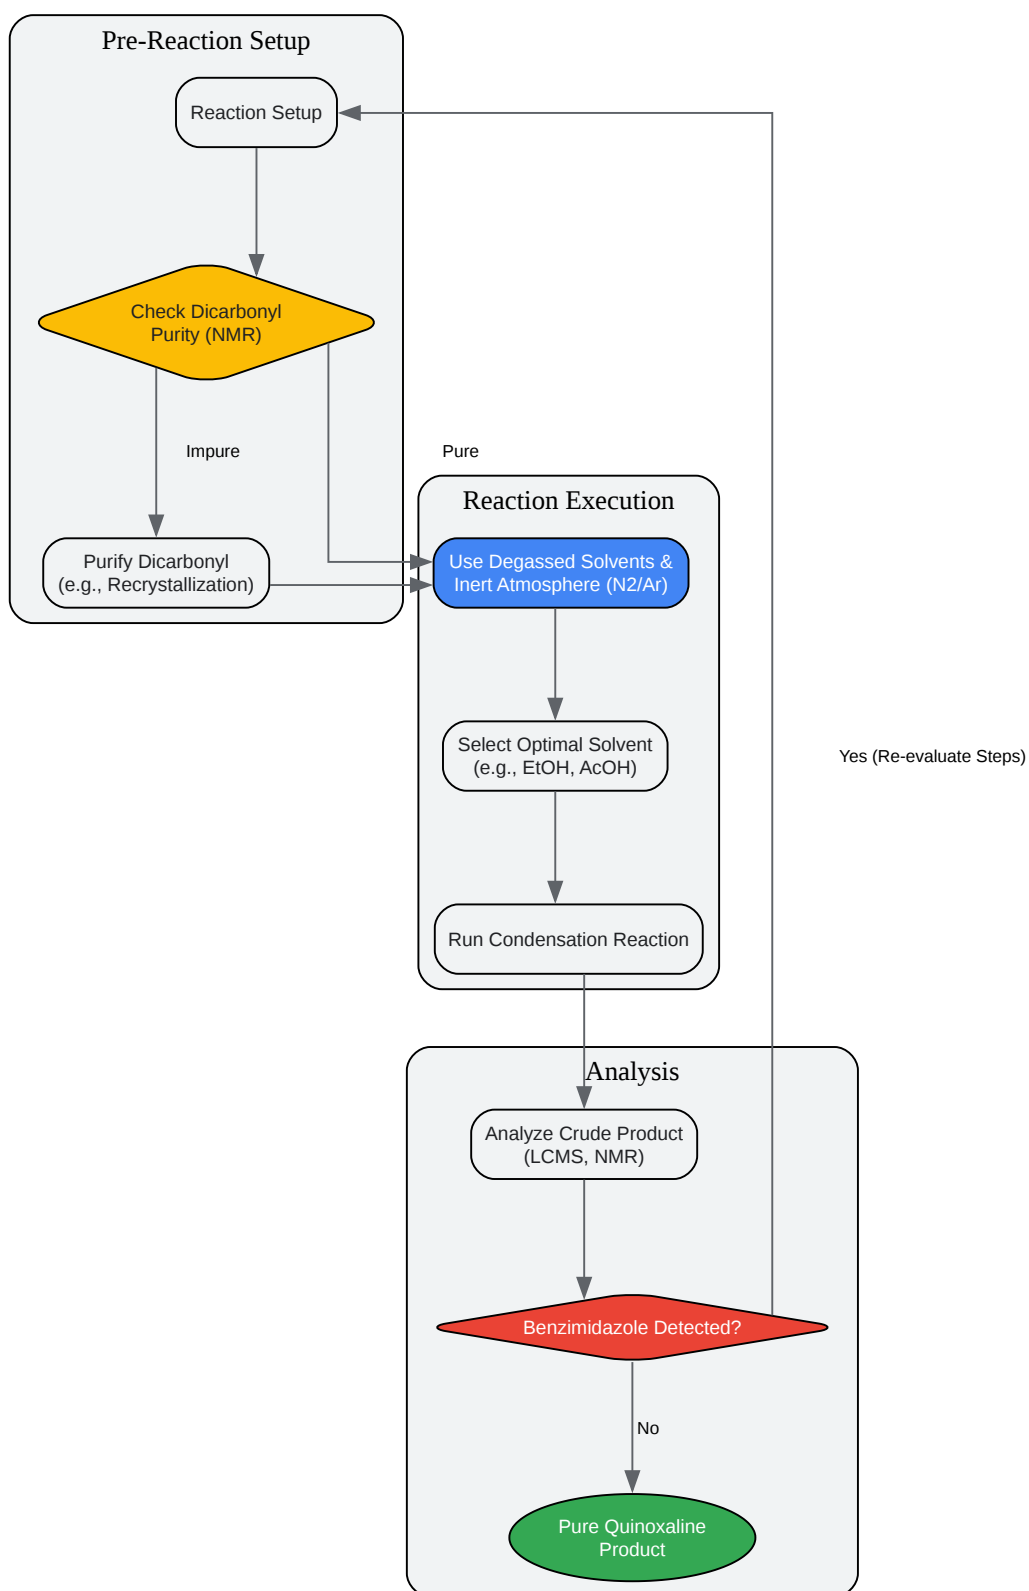 Pre-Reaction Setup
Reaction Setup
Check Dicarbonyl
Purity (NMR)
Impure
Pure
Purify Dicarbonyl
(e.g., Recrystallization)
Reaction Execution
Use Degassed Solvents &
Inert Atmosphere (N2/Ar)
Select Optimal Solvent
(e.g., EtOH, AcOH)
Yes (Re-evaluate Steps)
Run Condensation Reaction
Analysis
Analyze Crude Product
(LCMS, NMR)
Benzimidazole Detected?
No
Pure Quinoxaline
Product